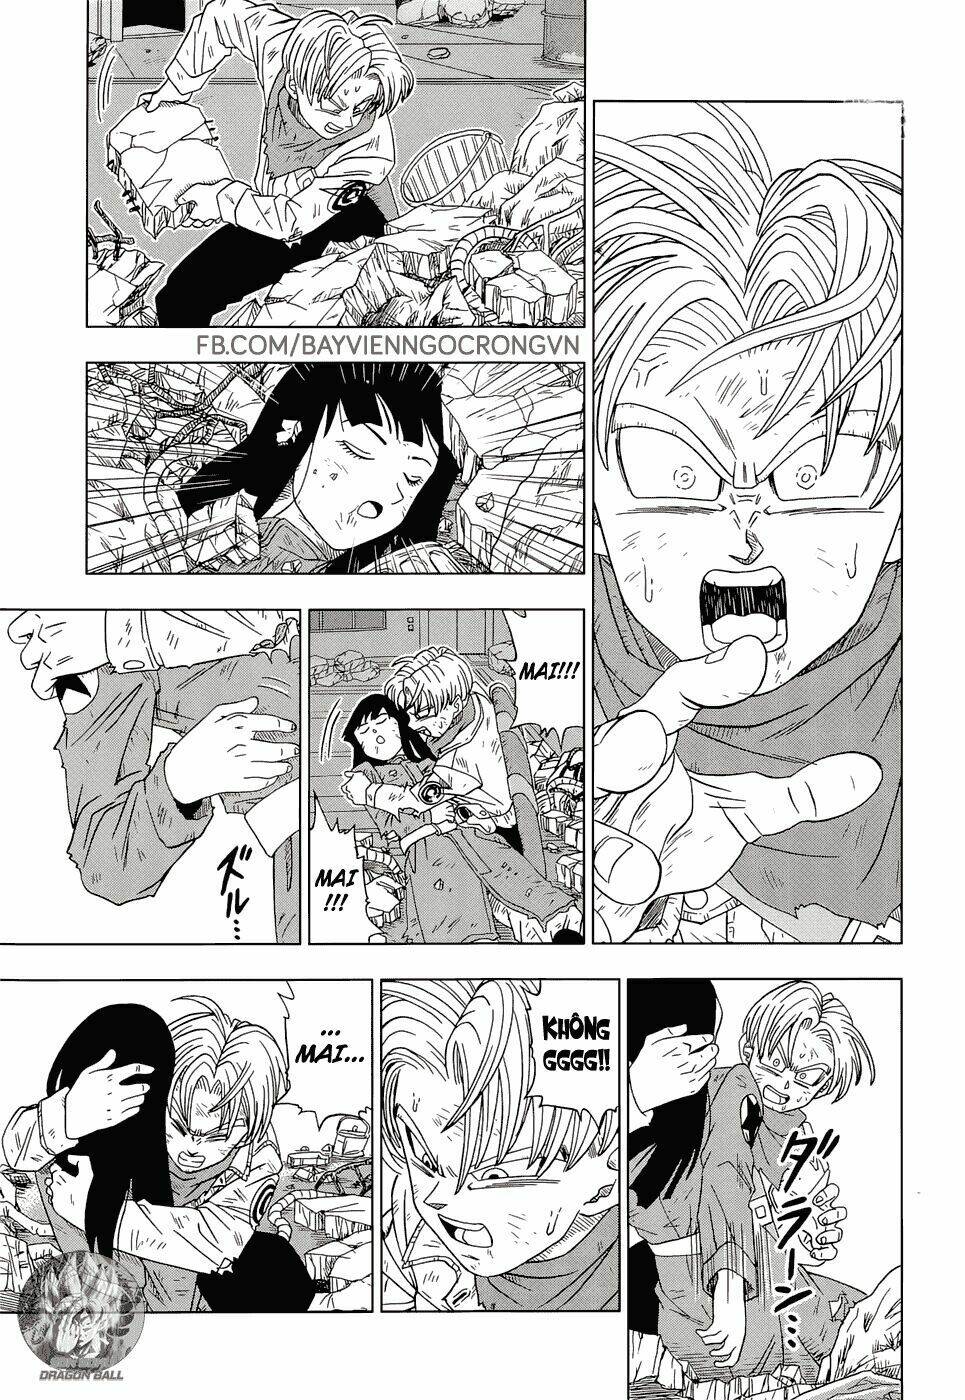 FB.COM/BAYVIENNGOCRONGVN
MAI!!!
MAI
!!!
ズル…
ダラーン…
KHÔNG
GGGG!!
...
MAI...
DRAGON BALL